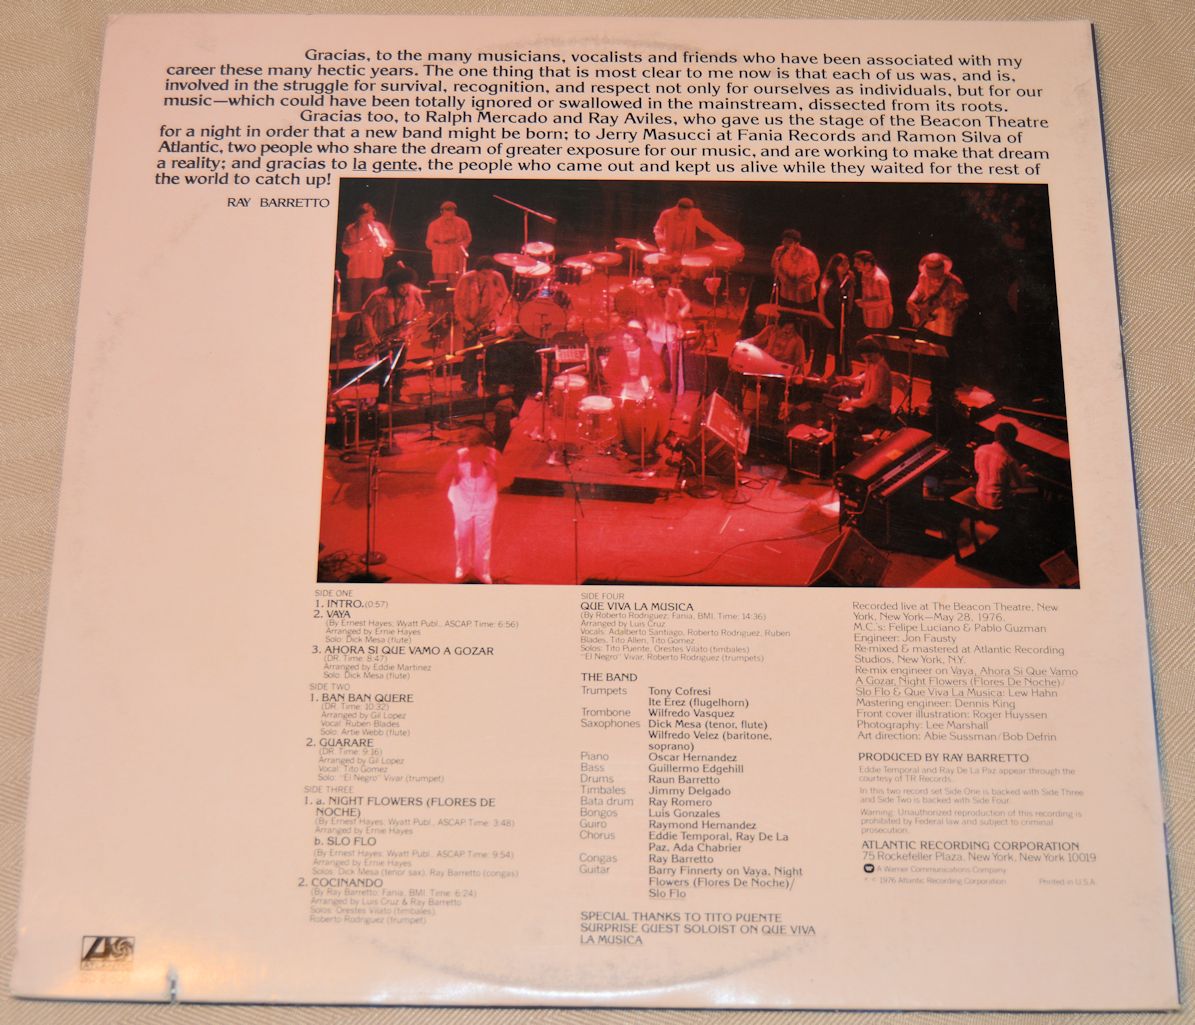 Gracias, to the many musicians, vocalists and friends who have been associated with my
career these many hectic years. The one thing that is most clear to me now is that each of us was, and is,
involved in the struggle for survival, recognition, and respect not only for ourselves as individuals, but for our
music—which could have been totally ignored or swallowed in the mainstream, dissected from its roots.
Gracias too, to Ralph Mercado and Ray Aviles, who gave us the stage of the Beacon Theatre
for a night in order that a new band might be born; to Jerry Masucci at Fania Records and Ramon Silva of
Atlantic, two people who share the dream of greater exposure for our music, and are working to make that dream
a reality; and gracias to la gente, the people who came out and kept us alive while they waited for the rest of
the world to catch up!
RAY BARRETTO
SIDE ONE
1. INTRO. (0:57)
2. VAYA
(By Ernest Hayes; Wyatt Publ., ASCAP. Time: 6:56)
Arranged by Ernie Hayes
Solo: Dick Mesa (flute)
3. AHORA SI QUE VAMO A GOZAR
(DR. Time: 8:47)
Arranged by Eddie Martinez
Solo: Dick Mesa (flute)
SIDE TWO
1. BAN BAN QUERE
(DR. Time: 10:32)
Arranged by Gil Lopez
Vocal: Ruben Blades
Solo: Artie Webb (flute)
2. GUARARE
(DR. Time: 9:16)
Arranged by Gil Lopez
Vocal: Tito Gomez
Solo: "El Negro" Vivar (trumpet)
SIDE THREE
1. a. NIGHT FLOWERS (FLORES DE
NOCHE)
(By Ernest Hayes; Wyatt Publ., ASCAP. Time: 3:48)
Arranged by Ernie Hayes
b. SLO FLO
(By Ernest Hayes; Wyatt Publ., ASCAP. Time: 9:54)
Arranged by Ernie Hayes
Solos: Dick Mesa (tenor sax), Ray Barretto (congas)
2. COCINANDO
(By Ray Barretto; Fania, BMI. Time: 6:24)
Arranged by Luis Cruz & Ray Barretto
Solos: Orestes Vilato (timbales),
Roberto Rodriguez (trumpet)
SIDE FOUR
QUE VIVA LA MUSICA
(By Roberto Rodriguez, Fania, BMI. Time: 14:36)
Arranged by Luis Cruz
Vocals: Adalberto Santiago, Roberto Rodriguez, Ruben
Blades, Tito Allen, Tito Gomez
Solos: Tito Puente, Orestes Vilato (timbales)
"El Negro" Vivar, Roberto Rodriguez (trumpets)
THE BAND
Trumpets Tony Cofresi
Ite Erez (flugelhorn)
Trombone Wilfredo Vasquez
Saxophones Dick Mesa (tenor, flute)
Wilfredo Velez (baritone,
soprano)
Piano Oscar Hernandez
Bass Guillermo Edgehill
Drums Raun Barretto
Timbales Jimmy Delgado
Bata drum Ray Romero
Bongos Luis Gonzales
Guiro Raymond Hernandez
Chorus Eddie Temporal, Ray De La
Paz, Ada Chabrier
Congas Ray Barretto
Guitar Barry Finnerty on Vaya, Night
Flowers (Flores De Noche)/
Slo Flo
SPECIAL THANKS TO TITO PUENTE
SURPRISE GUEST SOLOIST ON QUE VIVA
LA MUSICA
Recorded live at The Beacon Theatre, New
York, New York—May 28, 1976.
M.C.'s: Felipe Luciano & Pablo Guzman
Engineer: Jon Fausty
Re-mixed & mastered at Atlantic Recording
Studios, New York, N.Y.
Re-mix engineer on Vaya, Ahora Si Que Vamo
A Gozar, Night Flowers (Flores De Noche)/
Slo Flo & Que Viva La Musica: Lew Hahn
Mastering engineer: Dennis King
Front cover illustration: Roger Huyssen
Photography: Lee Marshall
Art direction: Abie Sussman/Bob Defrin
PRODUCED BY RAY BARRETTO
Eddie Temporal and Ray De La Paz appear through the
courtesy of TR Records.
In this two record set Side One is backed with Side Three
and Side Two is backed with Side Four.
Warning: Unauthorized reproduction of this recording is
prohibited by Federal law and subject to criminal
prosecution.
ATLANTIC RECORDING CORPORATION
75 Rockefeller Plaza, New York, New York 10019
A Warner Communications Company
© 1976 Atlantic Recording Corporation Printed in U.S.A.